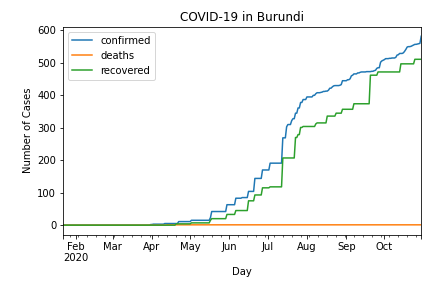 COVID-19 in Burundi
confirmed
deaths
recovered
Number of Cases
600
500
400
300
200
100
0
Feb Mar Apr May Jun Jul Aug Sep Oct
2020
Day